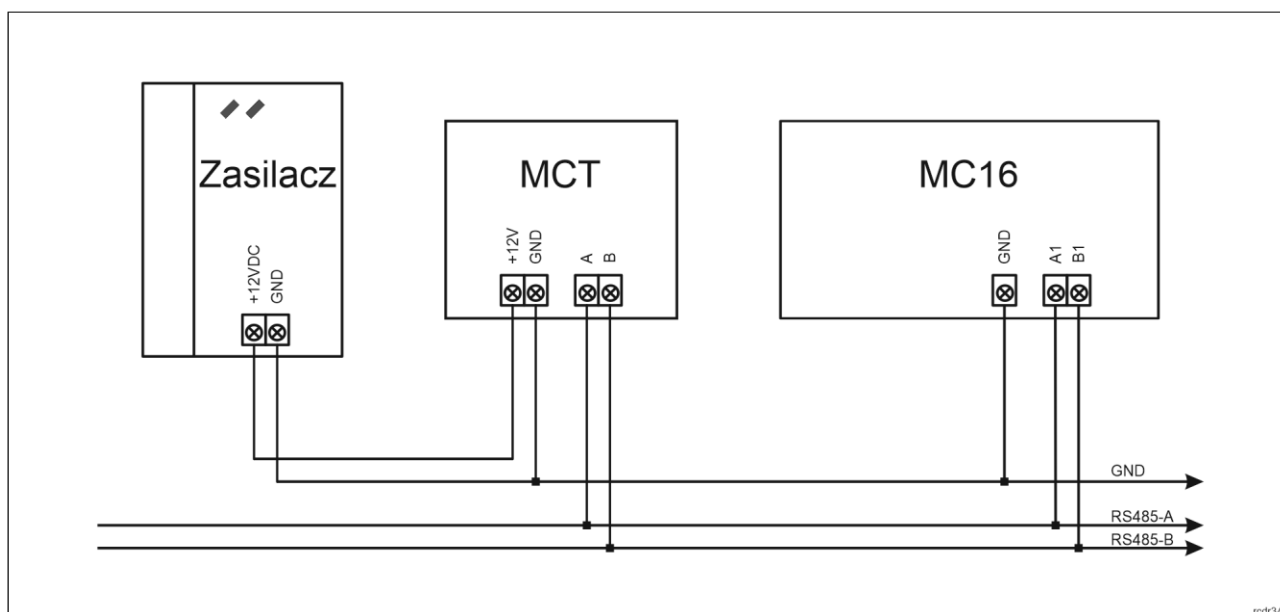 Zasilacz
+12VDC
GND
MCT
+12V
GND
A
B
MC16
GND
A1
B1
GND
RS485-A
RS485-B